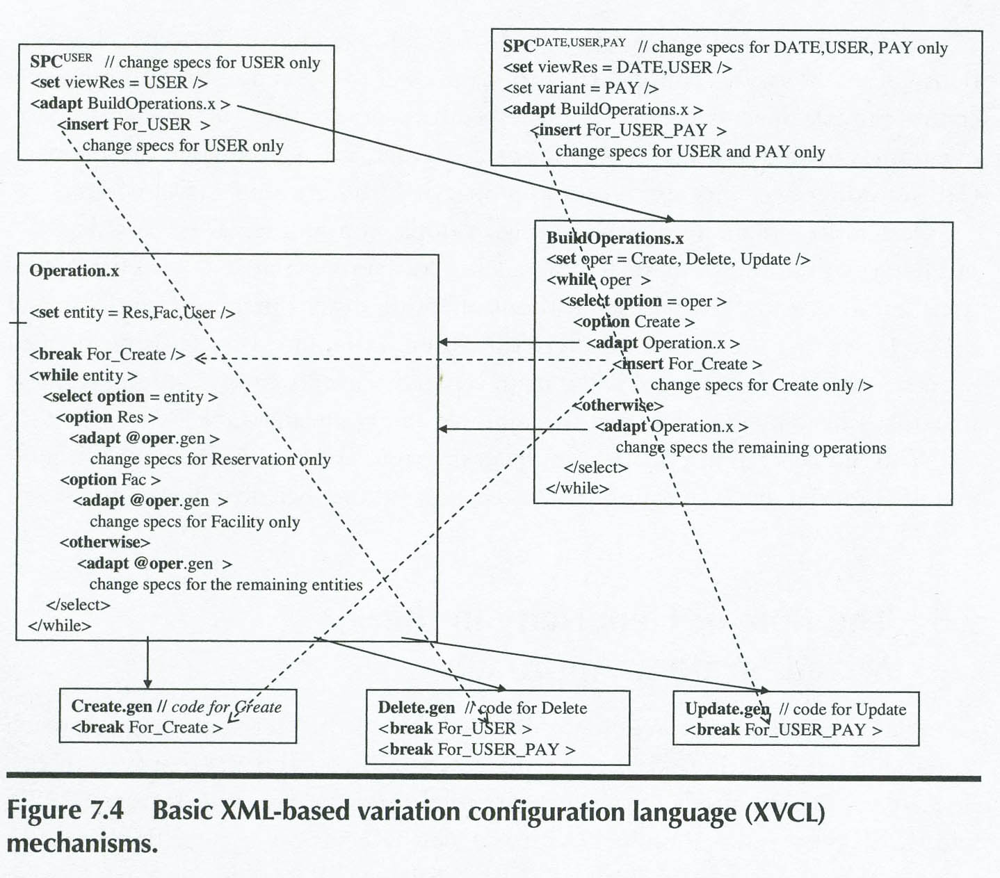 SPCUSER // change specs for USER only
<set viewRes = USER />
<adapt BuildOperations.x >
<insert For_USER >
change specs for USER only
SPCDATE,USER,PAY // change specs for DATE,USER, PAY only
<set viewRes = DATE,USER />
<set variant = PAY />
<adapt BuildOperations.x >
<insert For_USER_PAY >
change specs for USER and PAY only
Operation.x
<set entity = Res,Fac,User />
<break For_Create />
<while entity >
<select option = entity >
<option Res >
<adapt @oper.gen >
change specs for Reservation only
<option Fac >
<adapt @oper.gen >
change specs for Facility only
<otherwise>
<adapt @oper.gen >
change specs for the remaining entities
</select>
</while>
BuildOperations.x
<set oper = Create, Delete, Update />
<while oper >
<select option = oper >
<option Create >
<adapt Operation.x >
<insert For_Create >
change specs for Create only />
<otherwise>
<adapt Operation.x >
change specs the remaining operations
</select>
</while>
Create.gen // code for Create
<break For_Create >
Delete.gen // code for Delete
<break For_USER >
<break For_USER_PAY >
Update.gen // code for Update
<break For_USER_PAY >
Figure 7.4 Basic XML-based variation configuration language (XVCL)
mechanisms.